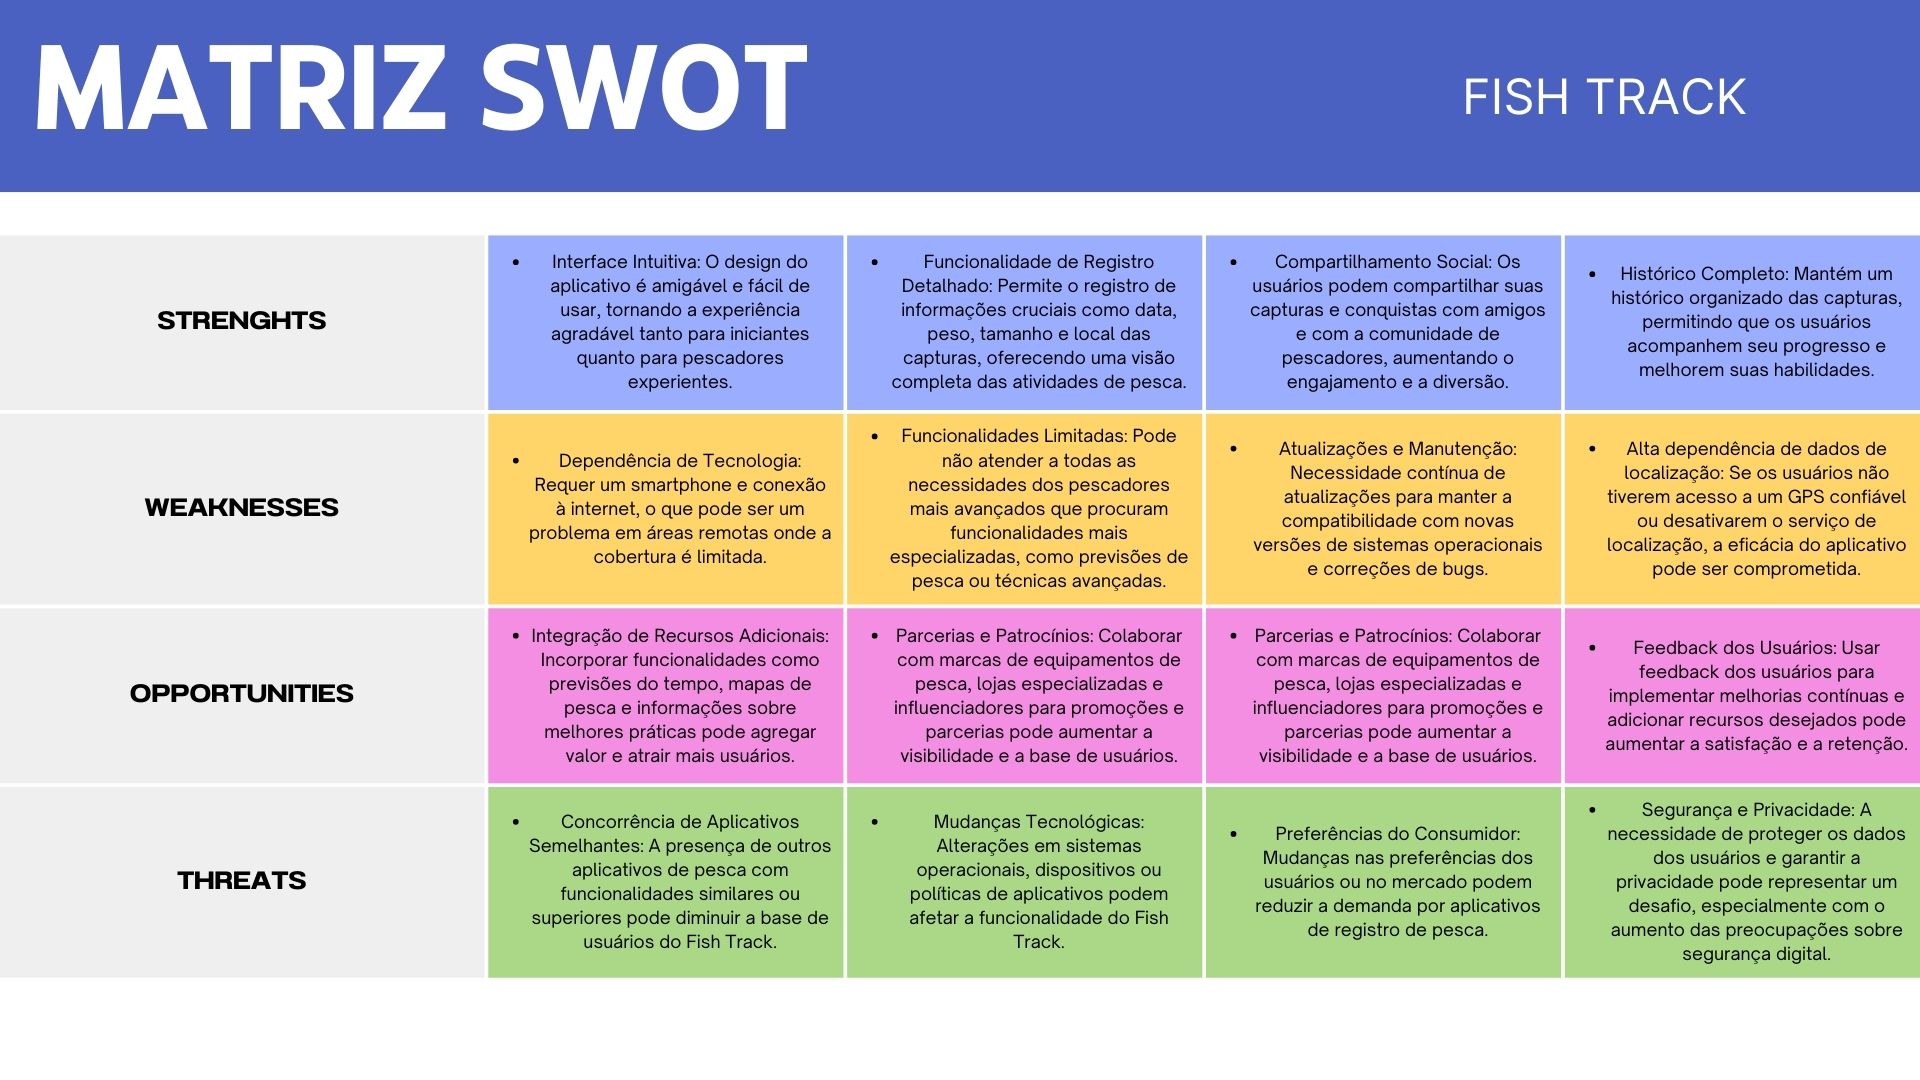 MATRIZ SWOT
FISH TRACK
STRENGHTS
• Interface Intuitiva: O design do
aplicativo é amigável e fácil de
usar, tornando a experiência
agradável tanto para iniciantes
quanto para pescadores
experientes.
• Funcionalidade de Registro
Detalhado: Permite o registro de
informações cruciais como data,
peso, tamanho e local das
capturas, oferecendo uma visão
completa das atividades de pesca.
• Compartilhamento Social: Os
usuários podem compartilhar suas
capturas e conquistas com amigos
e com a comunidade de
pescadores, aumentando o
engajamento e a diversão.
• Histórico Completo: Mantém um
histórico organizado das capturas,
permitindo que os usuários
acompanhem seu progresso e
melhorem suas habilidades.
WEAKNESSES
• Dependência de Tecnologia:
Requer um smartphone e conexão
à internet, o que pode ser um
problema em áreas remotas onde a
cobertura é limitada.
• Funcionalidades Limitadas: Pode
não atender a todas as
necessidades dos pescadores
mais avançados que procuram
funcionalidades mais
especializadas, como previsões de
pesca ou técnicas avançadas.
• Atualizações e Manutenção:
Necessidade contínua de
atualizações para manter a
compatibilidade com novas
versões de sistemas operacionais
e correções de bugs.
• Alta dependência de dados de
localização: Se os usuários não
tiverem acesso a um GPS confiável
ou desativarem o serviço de
localização, a eficácia do aplicativo
pode ser comprometida.
OPPORTUNITIES
• Integração de Recursos Adicionais:
Incorporar funcionalidades como
previsões do tempo, mapas de
pesca e informações sobre
melhores práticas pode agregar
valor e atrair mais usuários.
• Parcerias e Patrocínios: Colaborar
com marcas de equipamentos de
pesca, lojas especializadas e
influenciadores para promoções e
parcerias pode aumentar a
visibilidade e a base de usuários.
• Parcerias e Patrocínios: Colaborar
com marcas de equipamentos de
pesca, lojas especializadas e
influenciadores para promoções e
parcerias pode aumentar a
visibilidade e a base de usuários.
• Feedback dos Usuários: Usar
feedback dos usuários para
implementar melhorias contínuas e
adicionar recursos desejados pode
aumentar a satisfação e a retenção.
THREATS
• Concorrência de Aplicativos
Semelhantes: A presença de outros
aplicativos de pesca com
funcionalidades similares ou
superiores pode diminuir a base de
usuários do Fish Track.
• Mudanças Tecnológicas:
Alterações em sistemas
operacionais, dispositivos ou
políticas de aplicativos podem
afetar a funcionalidade do Fish
Track.
• Preferências do Consumidor:
Mudanças nas preferências dos
usuários ou no mercado podem
reduzir a demanda por aplicativos
de registro de pesca.
• Segurança e Privacidade: A
necessidade de proteger os dados
dos usuários e garantir a
privacidade pode representar um
desafio, especialmente com o
aumento das preocupações sobre
segurança digital.